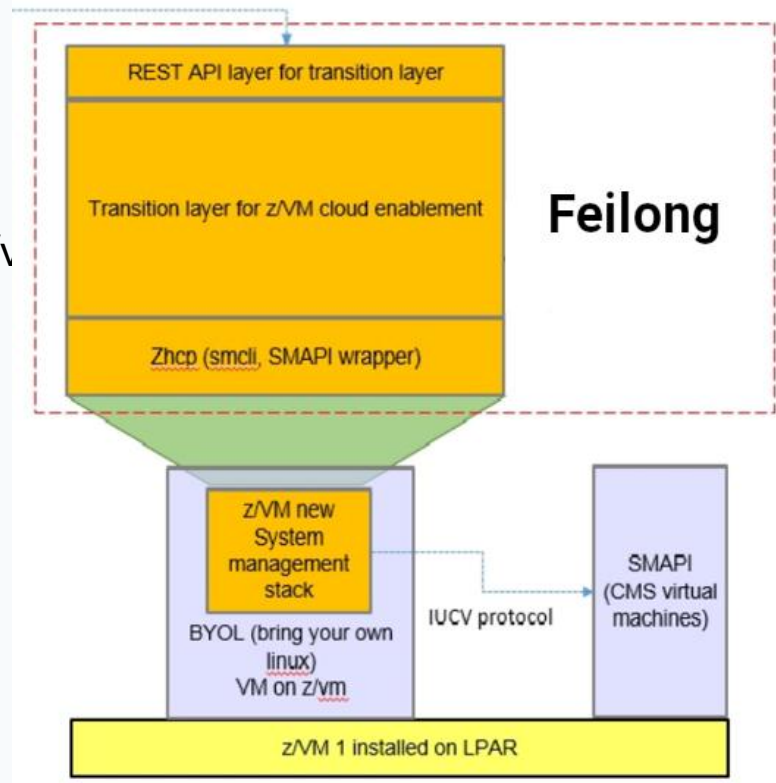 REST API layer for transition layer
Transition layer for z/VM cloud enablement
Feilong
Zhcp (smcli, SMAPI wrapper)
z/VM new
System
management
stack
BYOL (bring your own
linux)
VM on z/vm
IUCV protocol
SMAPI
(CMS virtual
machines)
z/VM 1 installed on LPAR